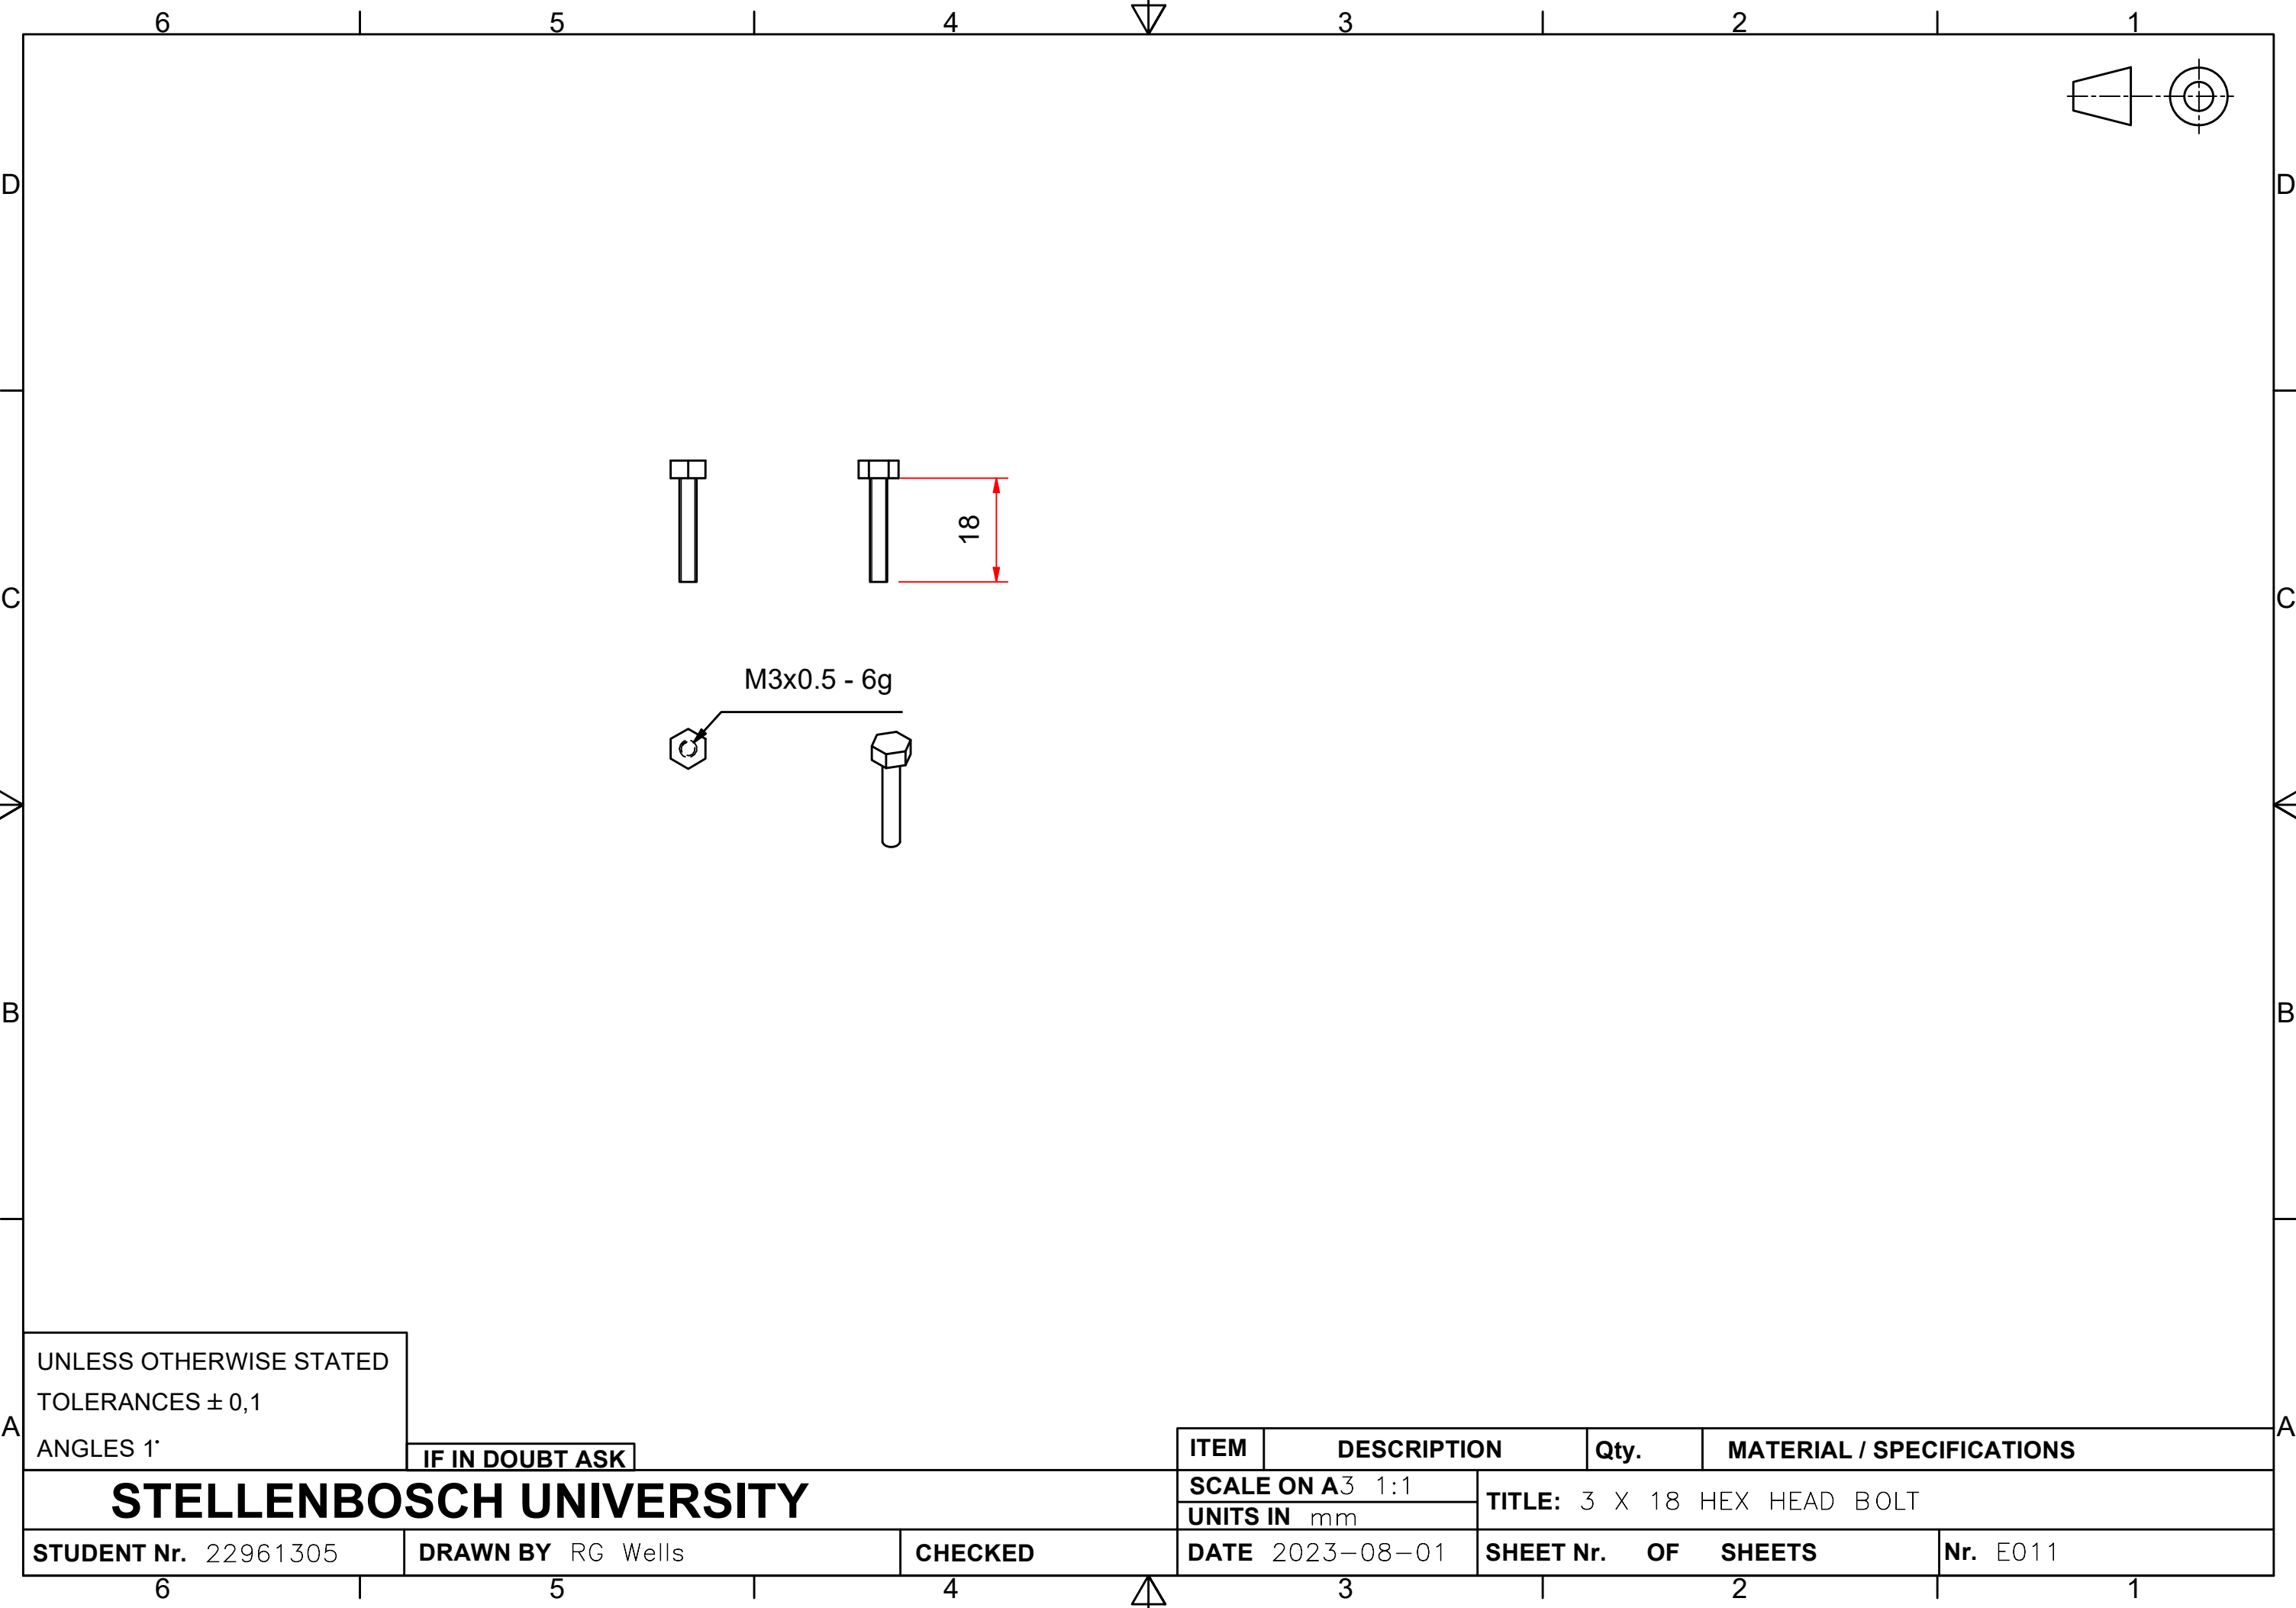 6 5 4 3 2 1
D D
18
C C
M3x0.5 - 6g
B B
UNLESS OTHERWISE STATED
TOLERANCES ± 0,1
A A
ANGLES 1°
IF IN DOUBT ASK
ITEM DESCRIPTION Qty. MATERIAL / SPECIFICATIONS
STELLENBOSCH UNIVERSITY
SCALE ON A3 1:1
UNITS IN mm
TITLE: 3 X 18 HEX HEAD BOLT
STUDENT Nr. 22961305 DRAWN BY RG Wells CHECKED DATE 2023-08-01 SHEET Nr. OF SHEETS Nr. E011
6 5 4 3 2 1